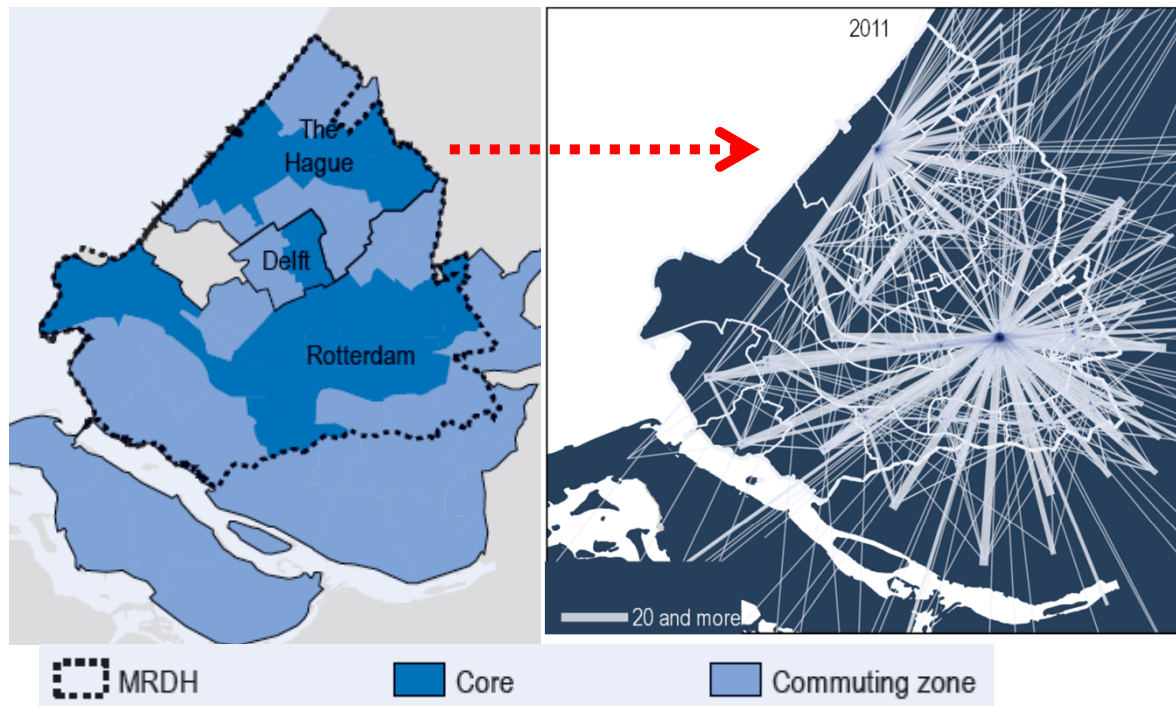 The
Hague
Delft
Rotterdam
2011
20 and more
MRDH
Core
Commuting zone